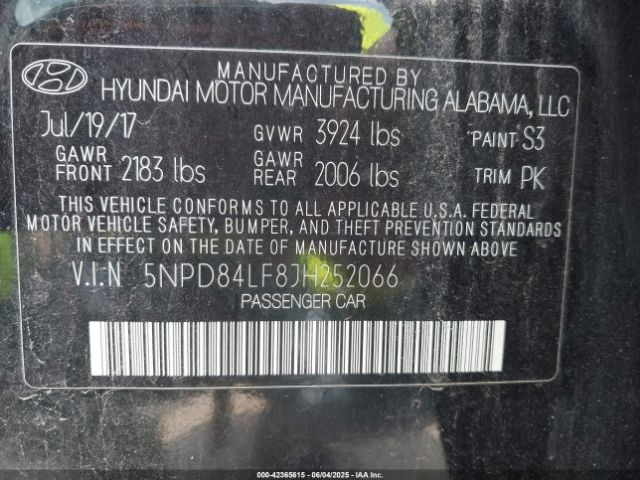 MANUFACTURED BY
HYUNDAI MOTOR MANUFACTURING ALABAMA, LLC
Jul/19/17 GVWR 3924 lbs PAINT S3
GAWR FRONT 2183 lbs GAWR REAR 2006 lbs TRIM PK
THIS VEHICLE CONFORMS TO ALL APPLICABLE U.S.A. FEDERAL
MOTOR VEHICLE SAFETY, BUMPER, AND THEFT PREVENTION STANDARDS
IN EFFECT ON THE DATE OF MANUFACTURE SHOWN ABOVE.
V.I.N 5NPD84LF8JH252066
PASSENGER CAR
000-42365615 - 06/04/2025 - IAA Inc.